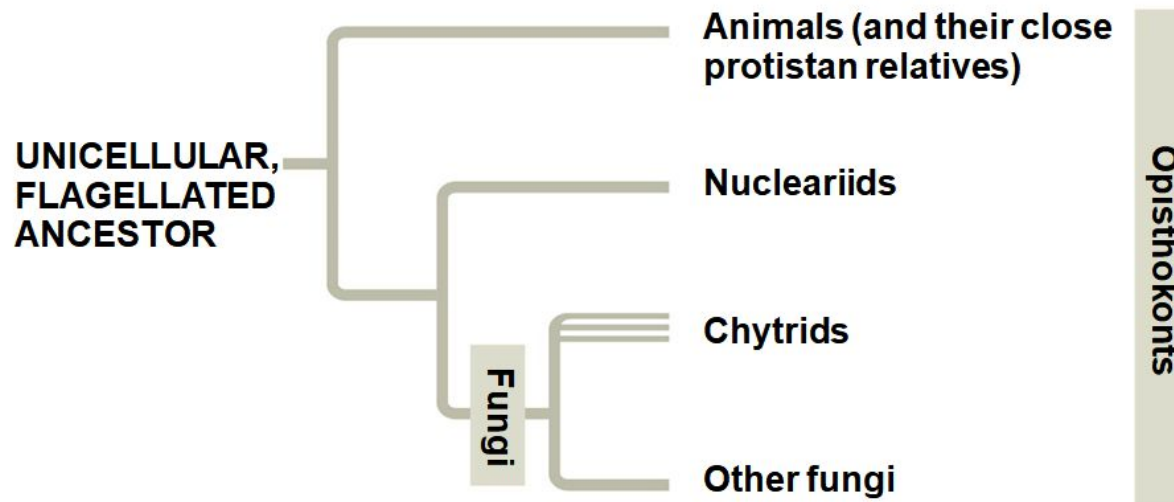 Animals (and their close
protistan relatives)
UNICELLULAR,
FLAGELLATED
ANCESTOR
Nucleariids
Chytrids
Fungi
Other fungi
Opisthokonts